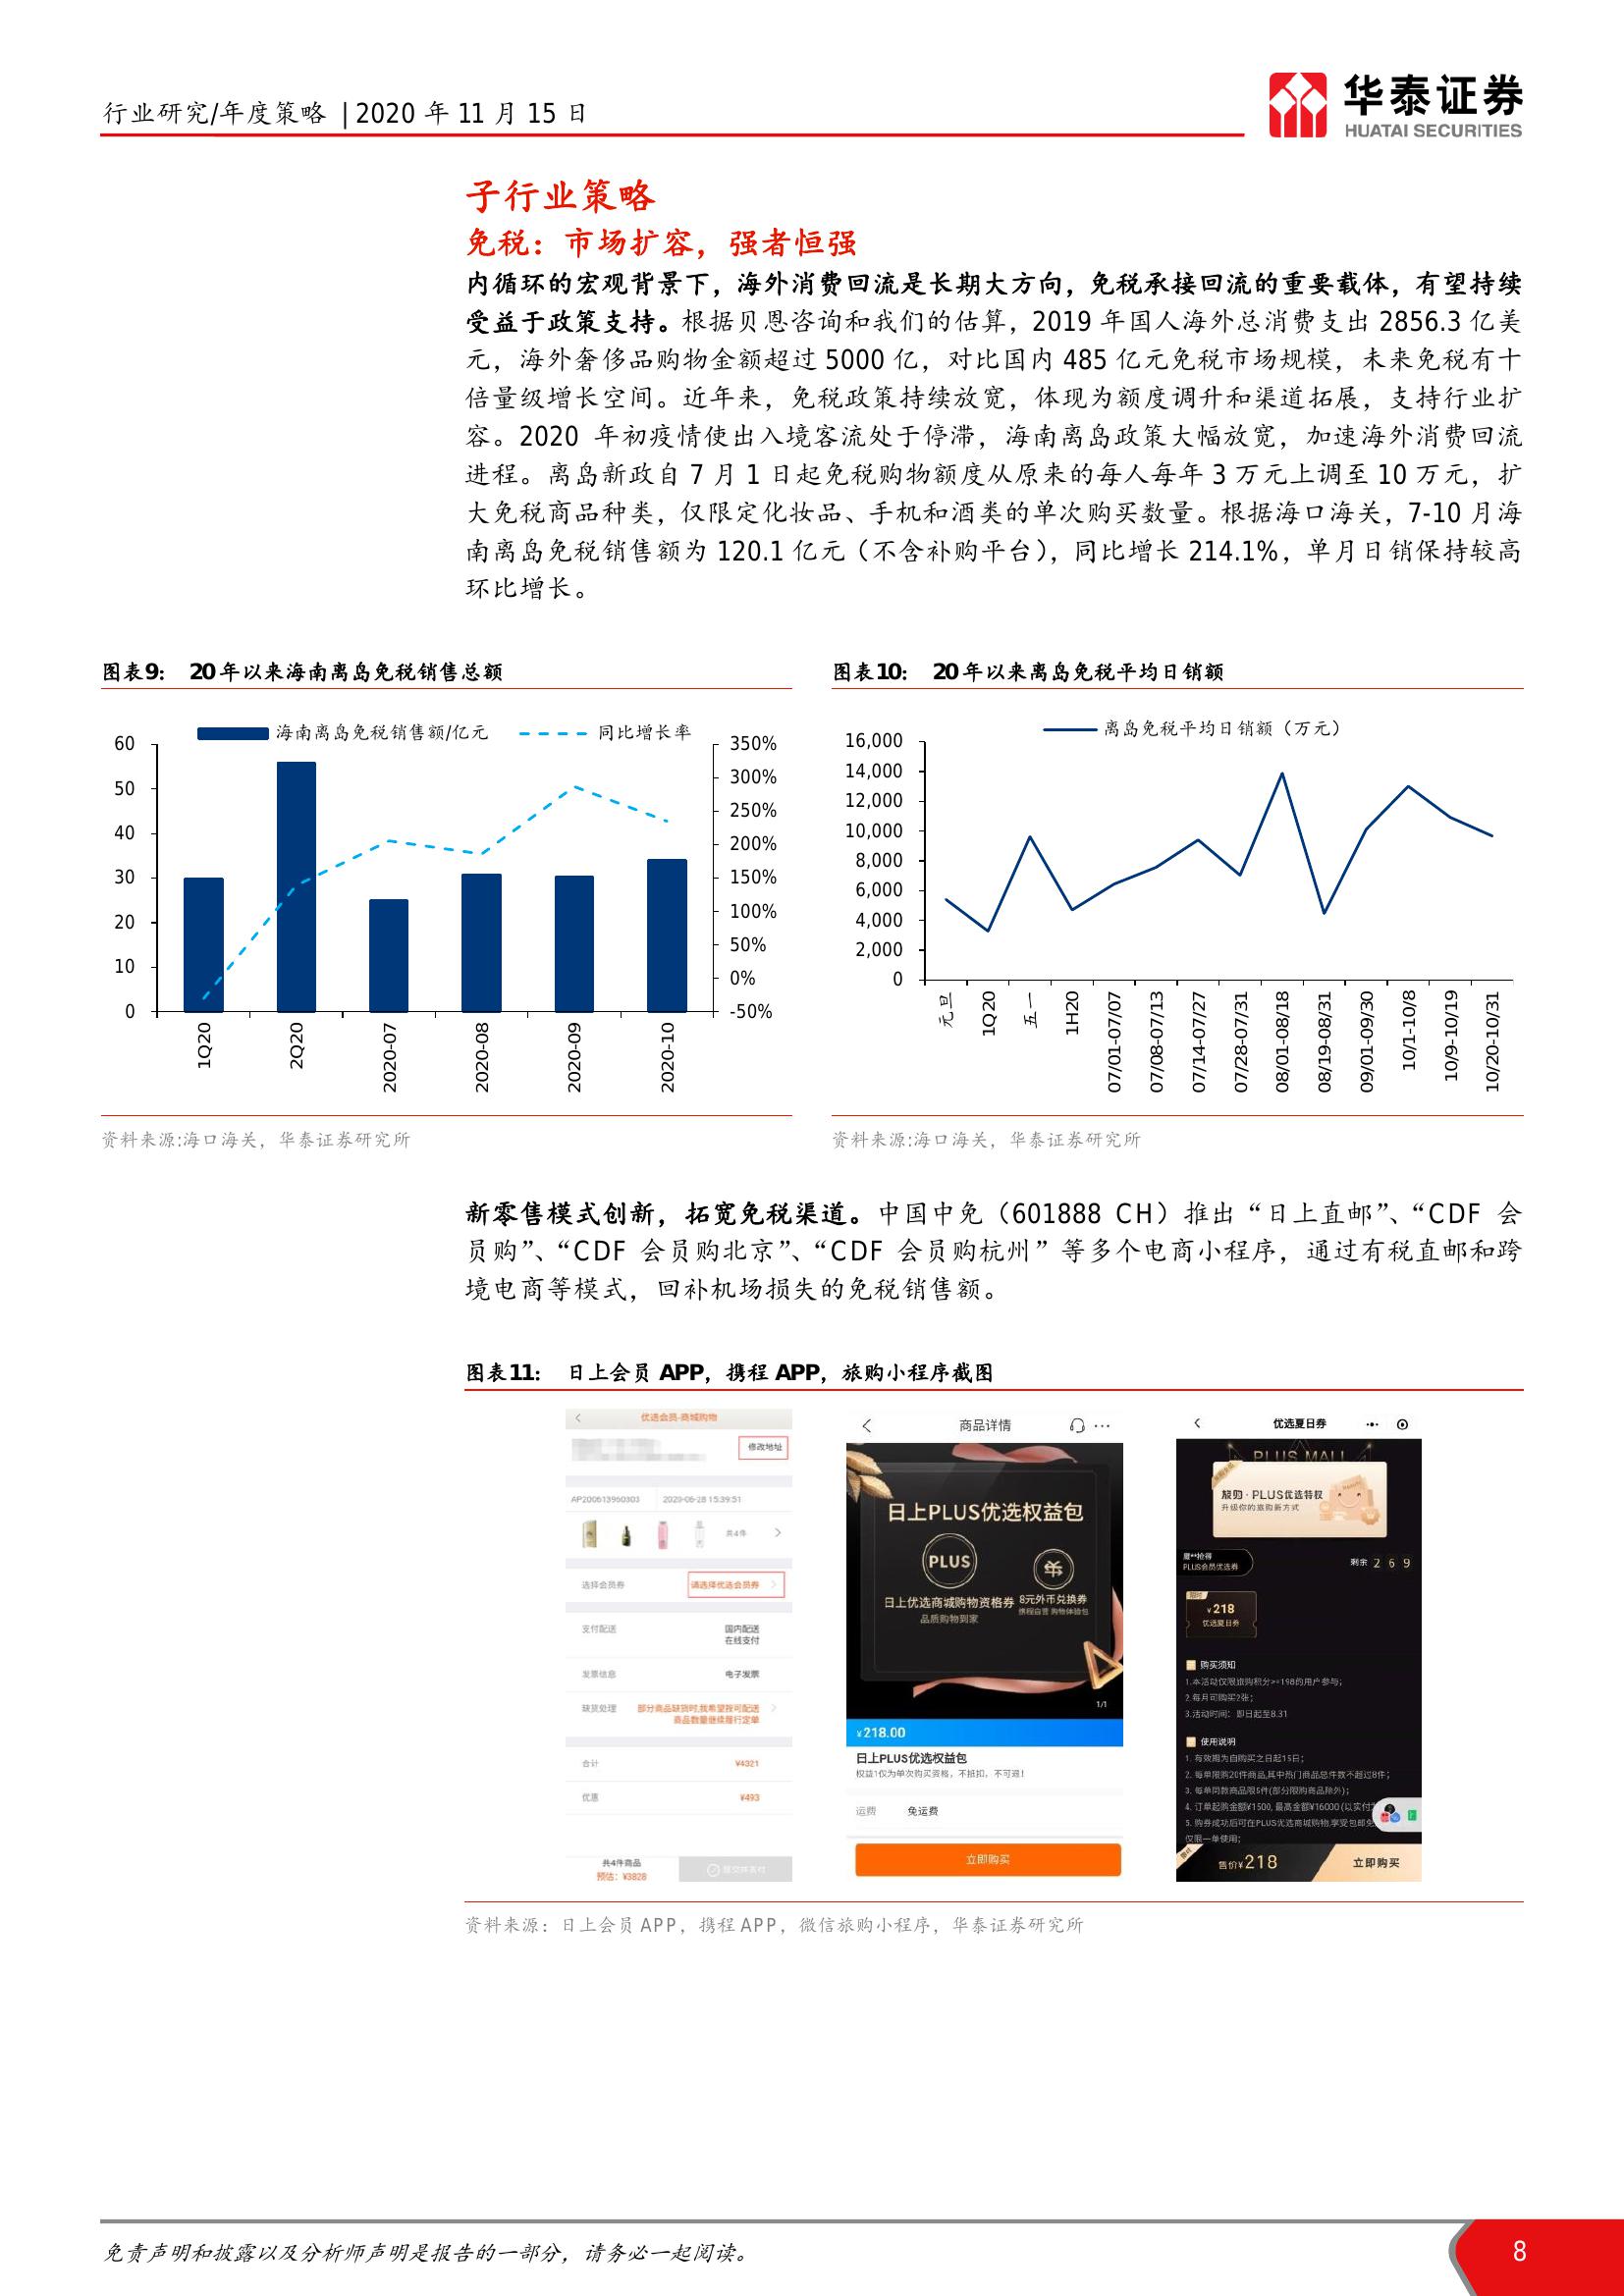 行业研究/年度策略 | 2020 年 11 月 15 日
华泰证券
HUATAI SECURITIES
子行业策略
免税：市场扩容，强者恒强
内循环的宏观背景下，海外消费回流是长期大方向，免税承接回流的重要载体，有望持续
受益于政策支持。根据贝恩咨询和我们的估算，2019 年国人海外总消费支出 2856.3 亿美
元，海外奢侈品购物金额超过 5000 亿，对比国内 485 亿元免税市场规模，未来免税有十
倍量级增长空间。近年来，免税政策持续放宽，体现为额度调升和渠道拓展，支持行业扩
容。2020 年初疫情使出入境客流处于停滞，海南离岛政策大幅放宽，加速海外消费回流
进程。离岛新政自 7 月 1 日起免税购物额度从原来的每人每年 3 万元上调至 10 万元，扩
大免税商品种类，仅限定化妆品、手机和酒类的单次购买数量。根据海口海关，7-10 月海
南离岛免税销售额为 120.1 亿元（不含补购平台），同比增长 214.1%，单月日销保持较高
环比增长。
图表9： 20年以来海南离岛免税销售总额
海南离岛免税销售额/亿元 同比增长率
60
50
40
30
20
10
0
350%
300%
250%
200%
150%
100%
50%
0%
-50%
1Q20
2Q20
2020-07
2020-08
2020-09
2020-10
资料来源:海口海关，华泰证券研究所
图表10： 20年以来离岛免税平均日销额
离岛免税平均日销额（万元）
16,000
14,000
12,000
10,000
8,000
6,000
4,000
2,000
0
元旦
1Q20
五一
1H20
07/01-07/07
07/08-07/13
07/14-07/27
07/28-07/31
08/01-08/18
08/19-08/31
09/01-09/30
10/1-10/8
10/9-10/19
10/20-10/31
资料来源:海口海关，华泰证券研究所
新零售模式创新，拓宽免税渠道。中国中免（601888 CH）推出“日上直邮”、“CDF 会
员购”、“CDF 会员购北京”、“CDF 会员购杭州”等多个电商小程序，通过有税直邮和跨
境电商等模式，回补机场损失的免税销售额。
图表11： 日上会员 APP，携程 APP，旅购小程序截图
优选会员-商城购物
修改地址
AP200613960303 2020-06-28 15:39:51
共4件
选择会员券 请选择优选会员券
支付配送 国内配送
在线支付
发票信息 电子发票
缺货处理 部分商品缺货时,我希望按可配送
商品数量继续履行定单
合计 ¥4321
优惠 ¥493
共4件商品
预估：¥3828
商品详情
日上PLUS优选权益包
PLUS
日上优选商城购物资格券
品质购物到家
8元外币兑换券
1/1
¥218.00
日上PLUS优选权益包
权益1仅为单次购买资格，不抵扣，不可退！
运费 免运费
立即购买
优选夏日券
PLUS MALL
旅购 · PLUS优选特权
升级你的旅购新方式
PLUS会员优选券
剩余 2 6 9
¥218
优选夏日券
购买须知
1.本活动仅限旅购积分>=198的用户参与；
2.每月可购买2张；
3.活动时间：即日起至8.31
使用说明
1. 有效期为自购买之日起15日；
2. 每单限购20件商品,其中热门商品总件数不超过8件；
3. 每单同款商品限5件(部分限购商品除外)；
4. 订单起购金额¥1500, 最高金额¥16000 (以实付
5. 购券成功后可在PLUS优选商城购物,享受包邮
仅限一单使用；
售价¥218 立即购买
资料来源：日上会员 APP，携程 APP，微信旅购小程序，华泰证券研究所
免责声明和披露以及分析师声明是报告的一部分，请务必一起阅读。
8